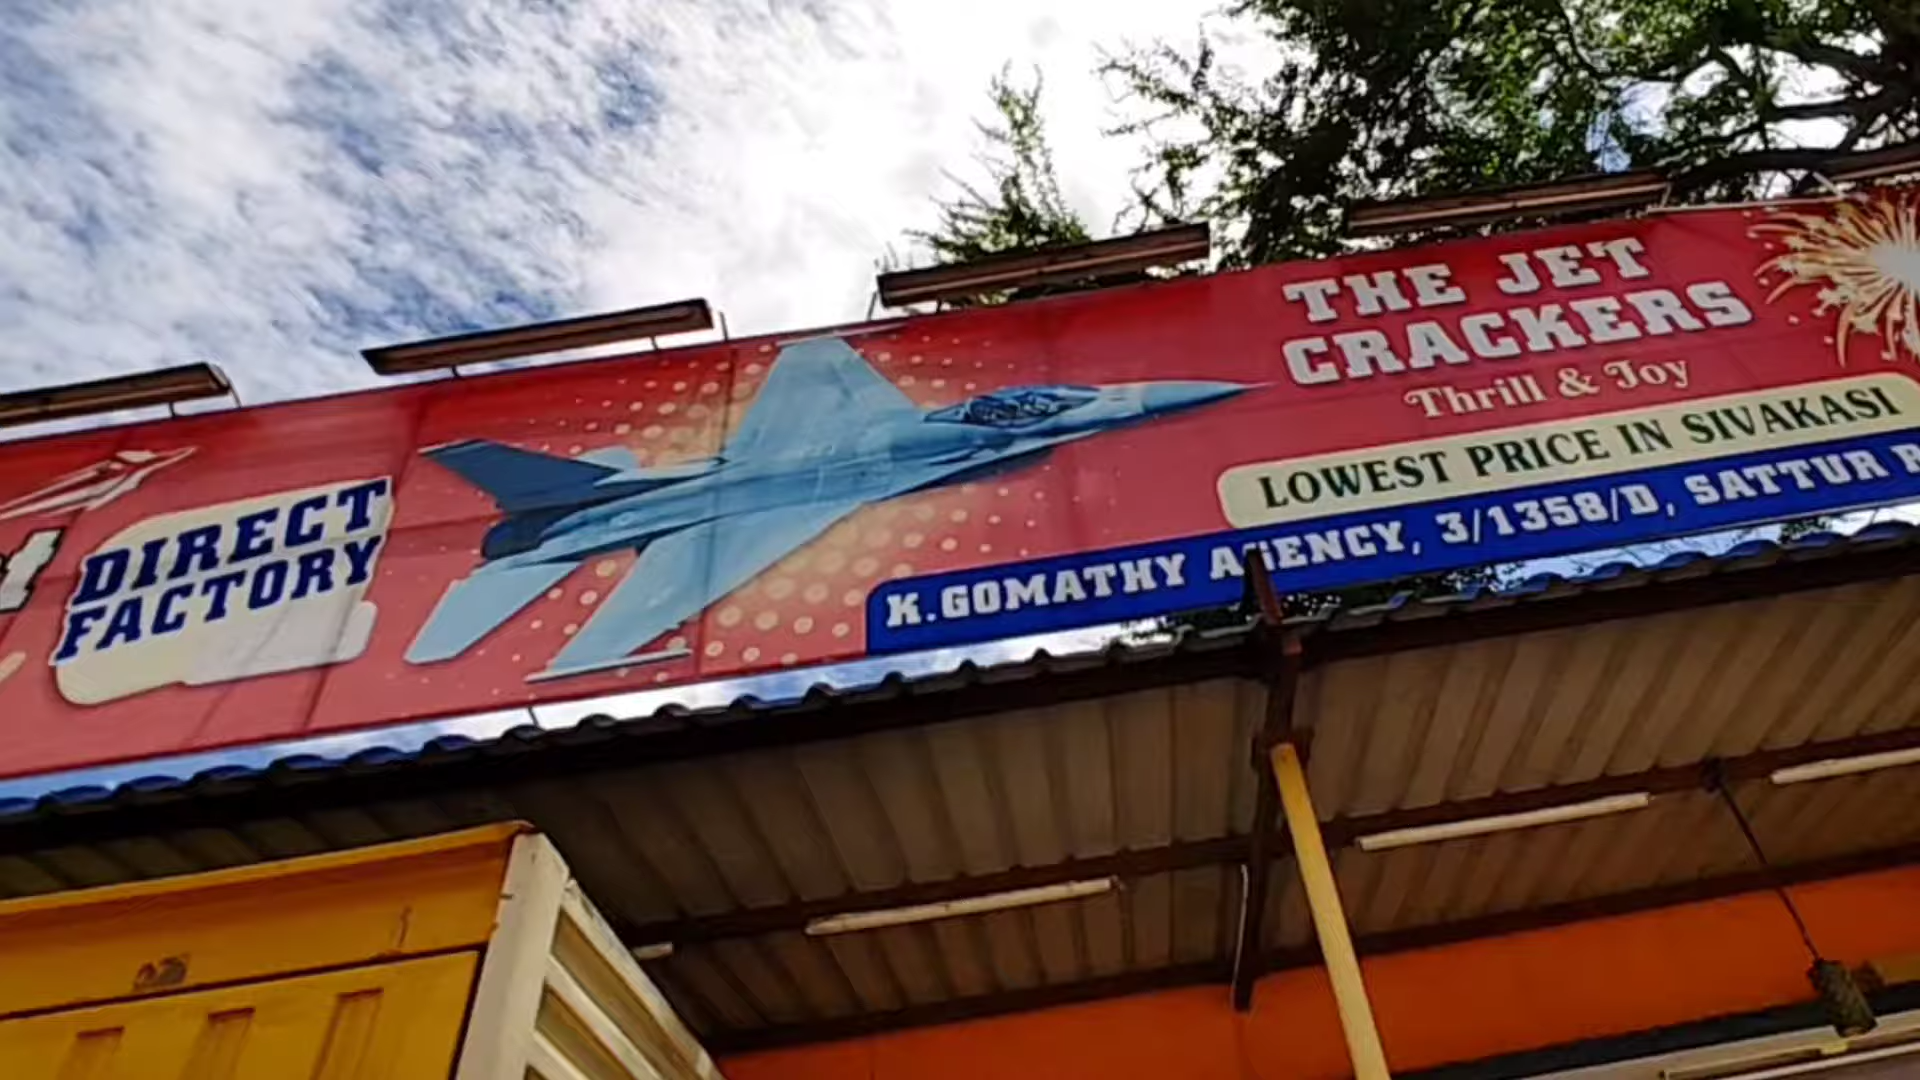 DIRECT
FACTORY
THE JET
CRACKERS
Thrill & Joy
LOWEST PRICE IN SIVAKASI
K.GOMATHY AGENCY, 3/1358/D, SATTUR